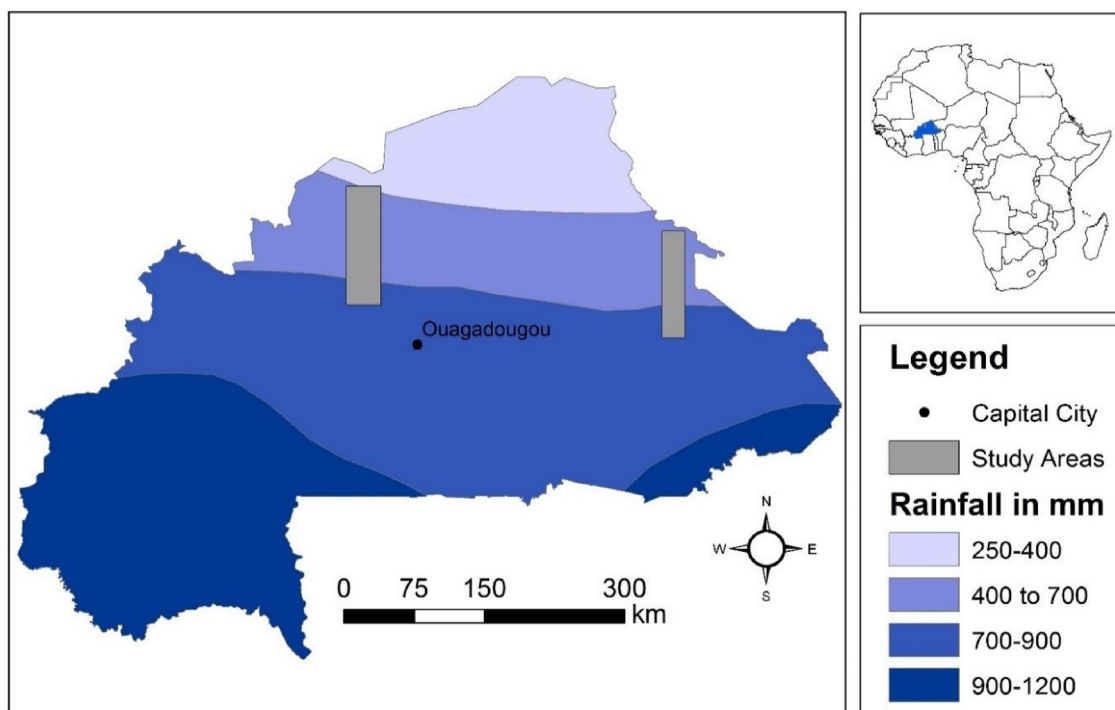 Ouagadougou
N
W E
S
0 75 150 300
km
Legend
Capital City
Study Areas
Rainfall in mm
250-400
400 to 700
700-900
900-1200